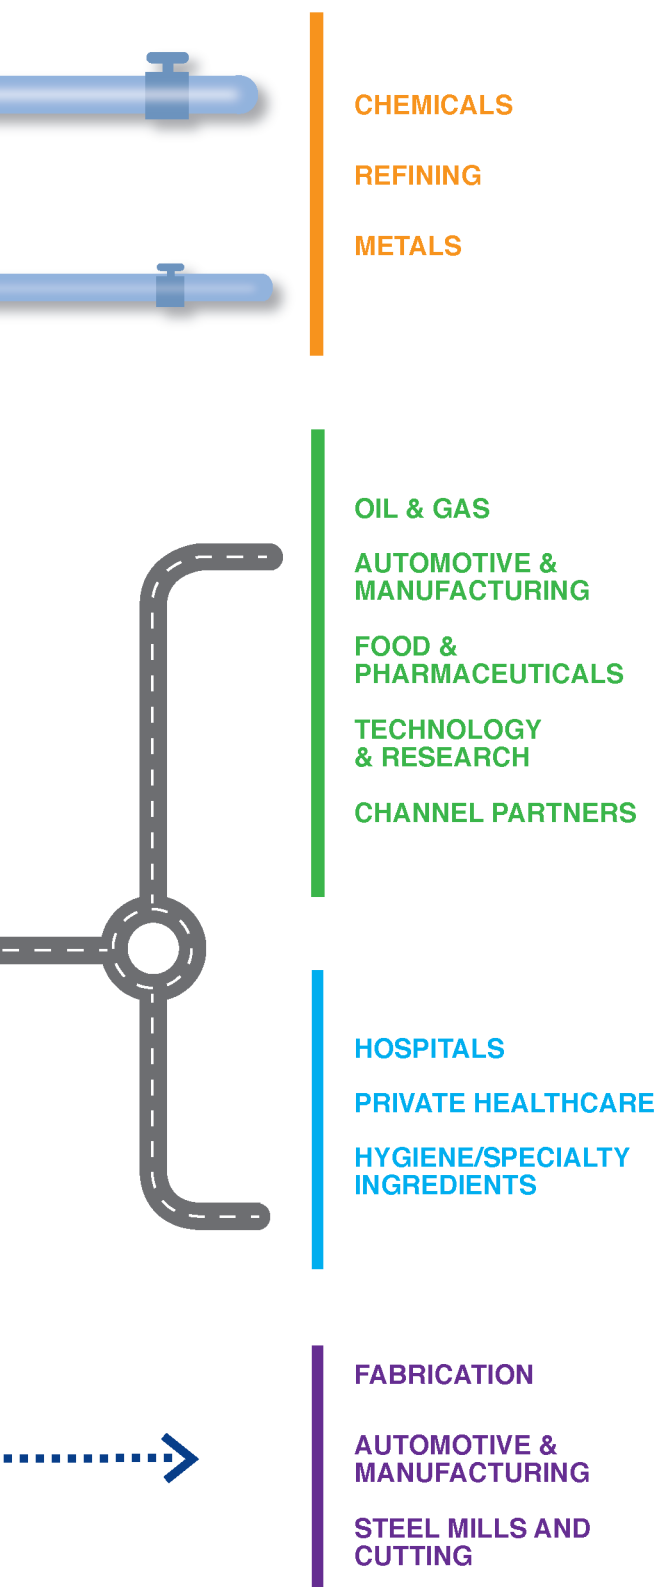 CHEMICALS
REFINING
METALS
OIL & GAS
AUTOMOTIVE &
MANUFACTURING
FOOD &
PHARMACEUTICALS
TECHNOLOGY
& RESEARCH
CHANNEL PARTNERS
HOSPITALS
PRIVATE HEALTHCARE
HYGIENE/SPECIALTY
INGREDIENTS
FABRICATION
AUTOMOTIVE &
MANUFACTURING
STEEL MILLS AND
CUTTING